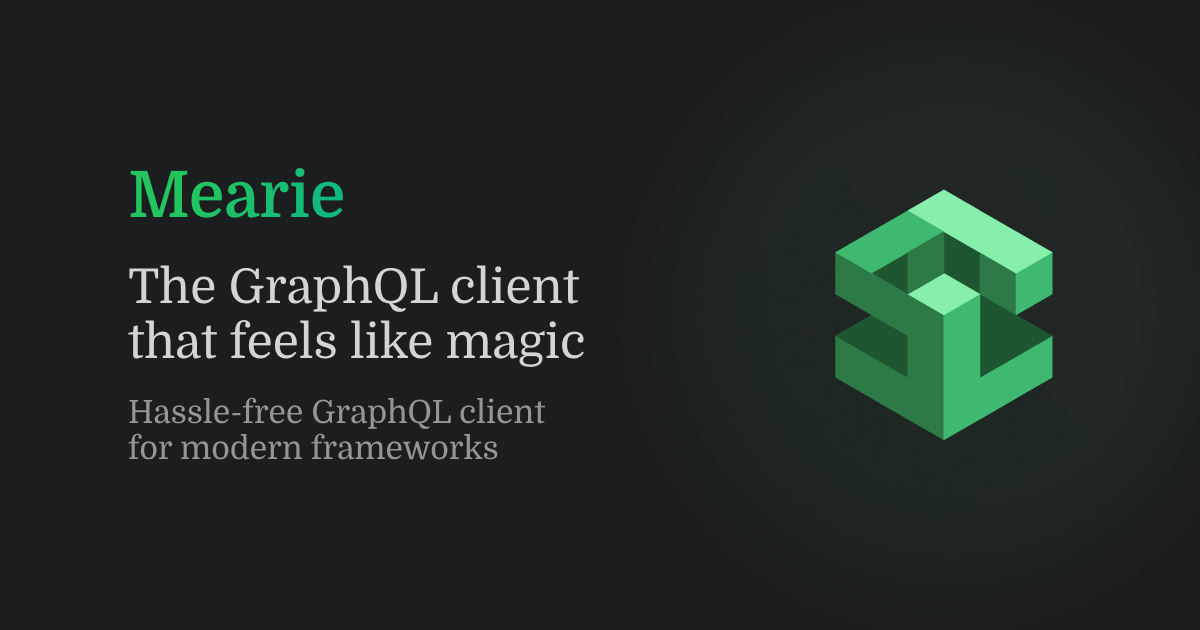 Mearie
The GraphQL client
that feels like magic
Hassle-free GraphQL client
for modern frameworks